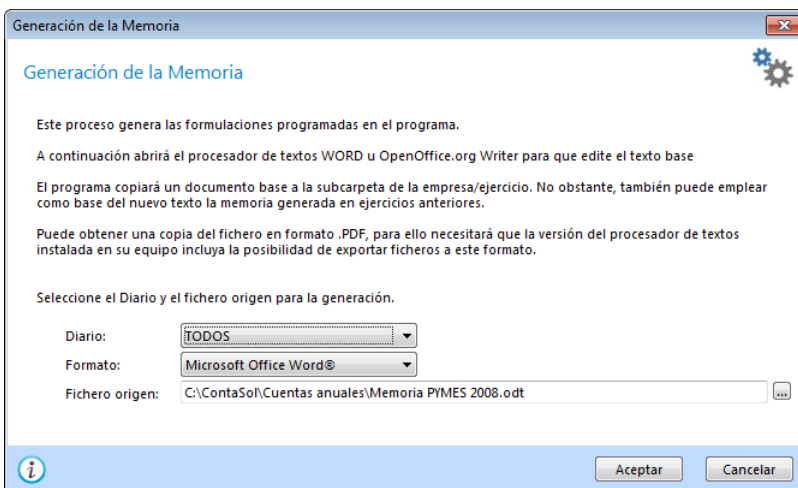 Generación de la Memoria
Generación de la Memoria
Este proceso genera las formulaciones programadas en el programa.
A continuación abrirá el procesador de textos WORD u OpenOffice.org Writer para que edite el texto base
El programa copiará un documento base a la subcarpeta de la empresa/ejercicio. No obstante, también puede emplear
como base del nuevo texto la memoria generada en ejercicios anteriores.
Puede obtener una copia del fichero en formato .PDF, para ello necesitará que la versión del procesador de textos
instalada en su equipo incluya la posibilidad de exportar ficheros a este formato.
Seleccione el Diario y el fichero origen para la generación.
Diario: TODOS
Formato: Microsoft Office Word®
Fichero origen: C:\ContaSol\Cuentas anuales\Memoria PYMES 2008.odt ...
i Aceptar Cancelar